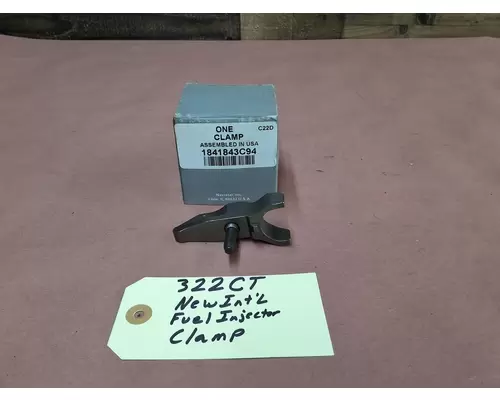 ONE
CLAMP
C22D
ASSEMBLED IN USA
1841843C94
322CT
New Int'L
Fuel Injector
Clamp